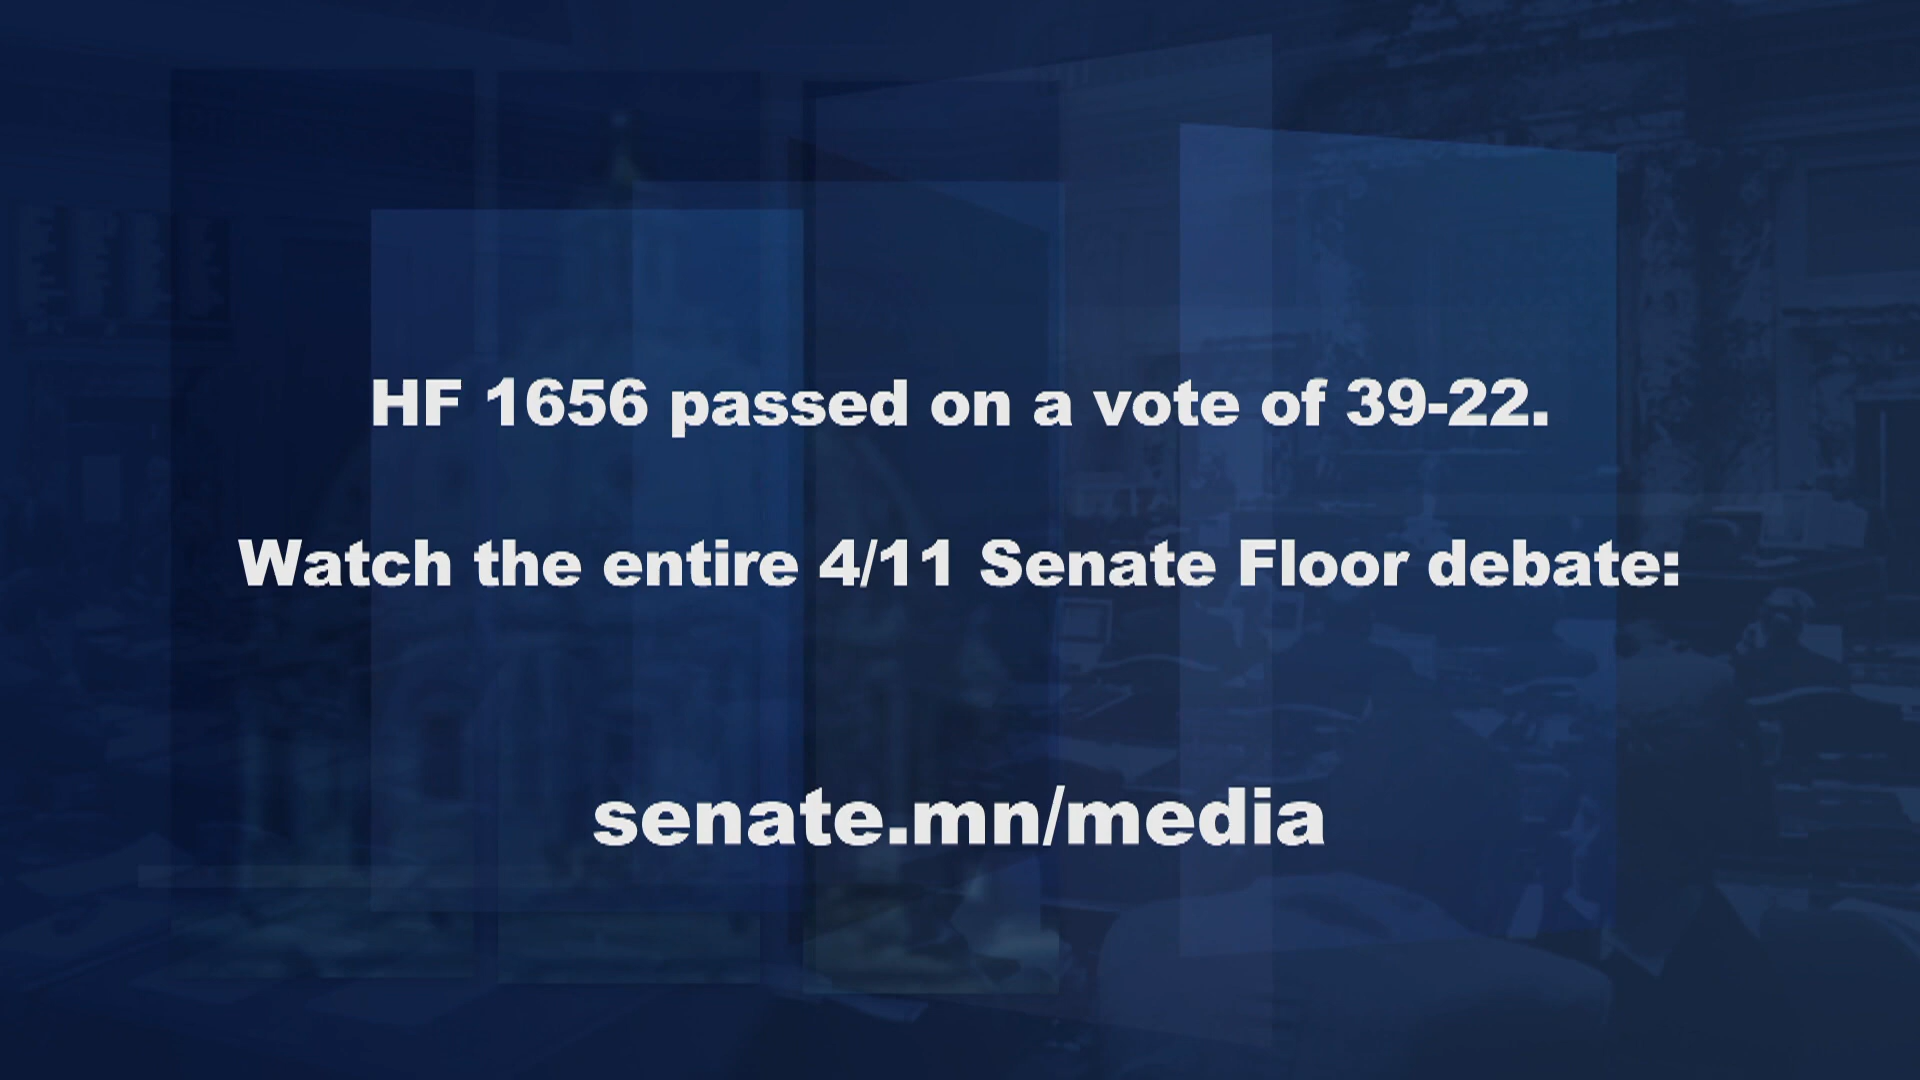 HF 1656 passed on a vote of 39-22.
Watch the entire 4/11 Senate Floor debate:
senate.mn/media